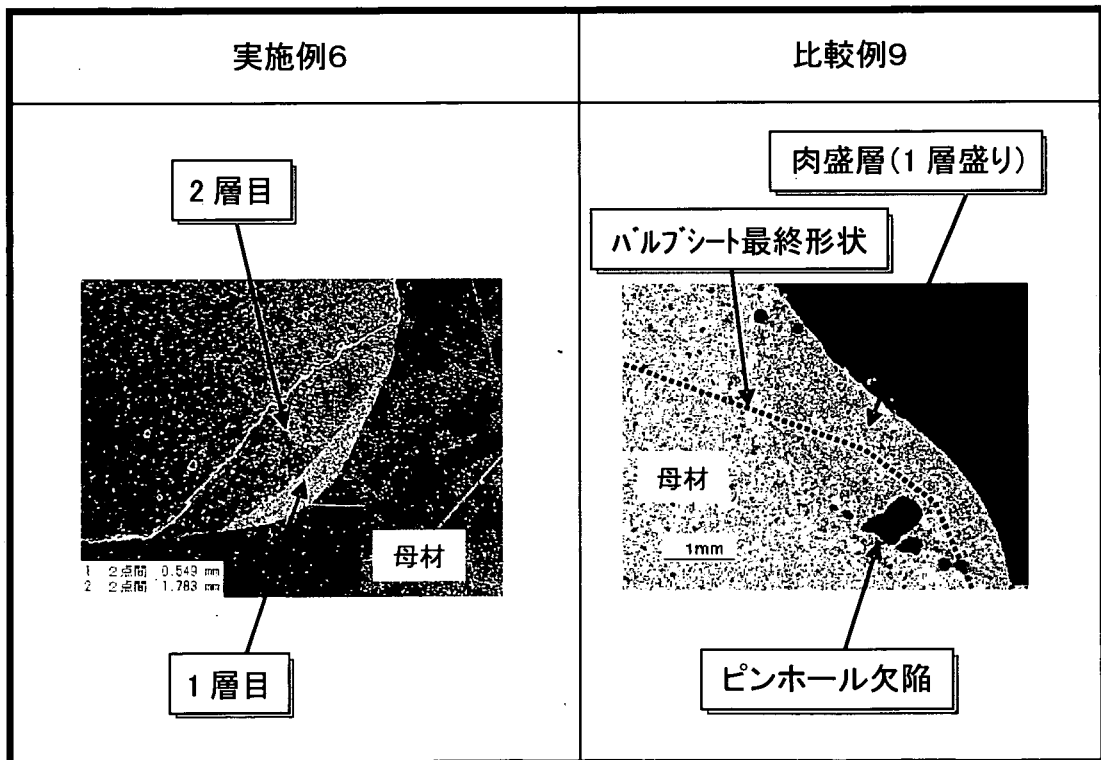 実施例6
比較例9
2層目
母材
1 2点間 0.549 mm
2 2点間 1.783 mm
1層目
肉盛層(1層盛り)
バルブシート最終形状
母材
1mm
ピンホール欠陥